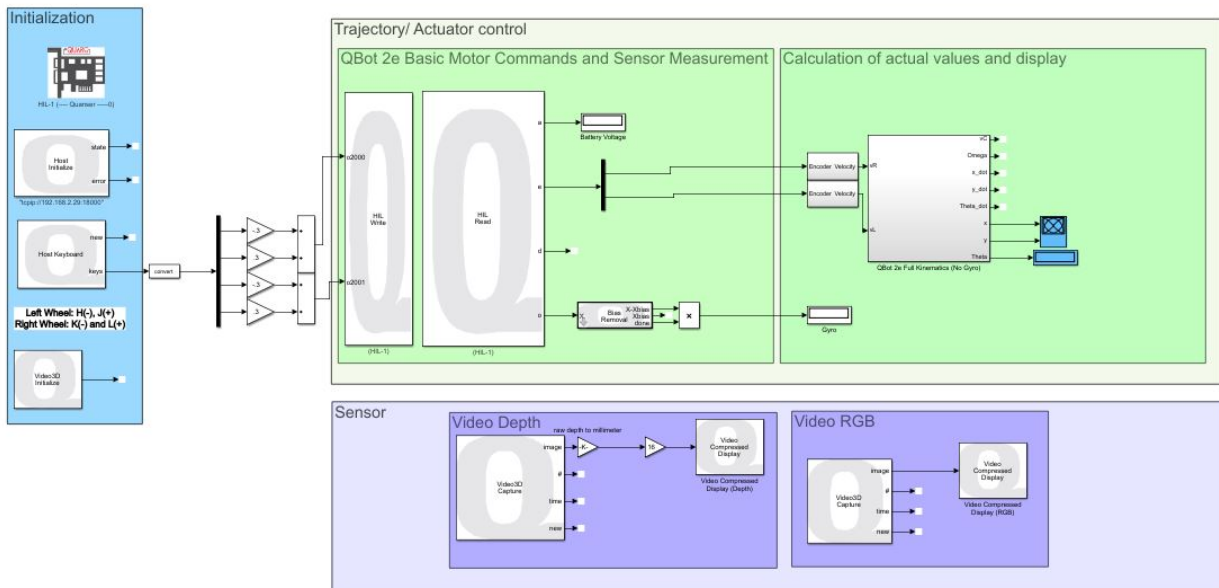 Initialization
HIL-1 (---- Quanser -----0)
Host
Initialize
state
error
"tcpip://192.168.2.29:18000"
Host Keyboard
new
keys
Left Wheel: H(-), J(+)
Right Wheel: K(-) and L(+)
Video3D
Initialize
convert
-.3
.3
-.3
.3
+
+
+
+
Trajectory/ Actuator control
QBot 2e Basic Motor Commands and Sensor Measurement
o2000
o2001
HIL
Write
(HIL-1)
HIL
Read
a
e
d
o
(HIL-1)
Battery Voltage
X
Bias
Removal
X-Xbias
Xbias
done
×
Calculation of actual values and display
Encoder Velocity
Encoder Velocity
vR
vL
vC
Omega
x_dot
y_dot
Theta_dot
x
y
Theta
QBot 2e Full Kinematics (No Gyro)
Gyro
Sensor
Video Depth
Video3D
Capture
image
#
time
new
raw depth to millimeter
-K-
16
Video
Compressed
Display
Video Compressed
Display (Depth)
Video RGB
Video3D
Capture
image
#
time
new
Video
Compressed
Display
Video Compressed
Display (RGB)